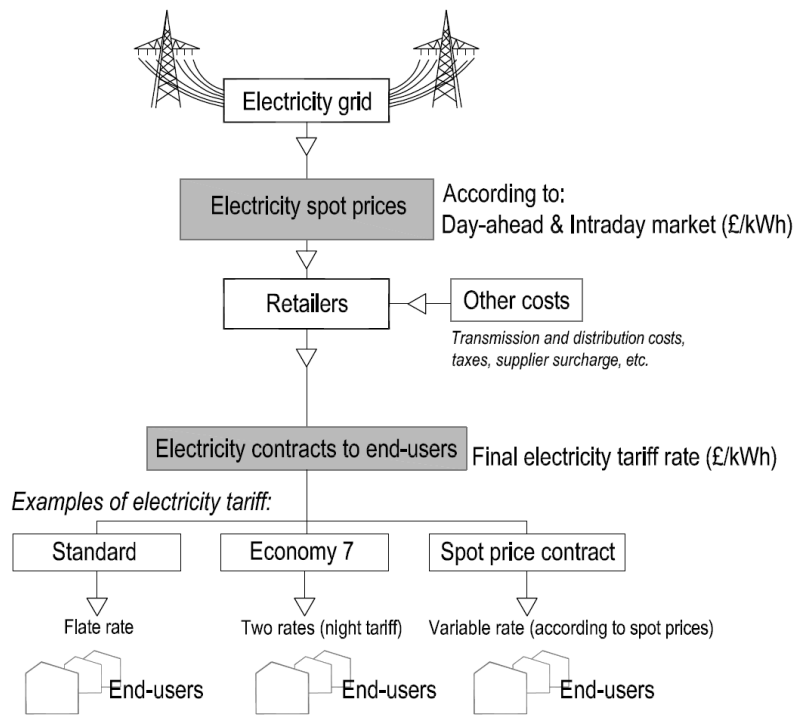 Electricity grid
Electricity spot prices
According to:
Day-ahead & Intraday market (£/kWh)
Retailers
Other costs
Transmission and distribution costs,
taxes, supplier surcharge, etc.
Electricity contracts to end-users
Final electricity tariff rate (£/kWh)
Examples of electricity tariff:
Standard
Economy 7
Spot price contract
Flate rate
Two rates (night tariff)
Variable rate (according to spot prices)
End-users
End-users
End-users